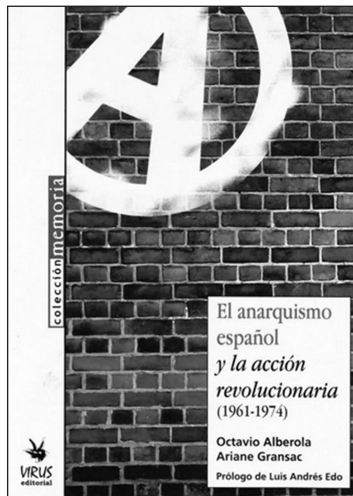 colección memoria
El anarquismo
español
y la acción
revolucionaria
(1961-1974)
Octavio Alberola
Ariane Gransac
Prólogo de Luis Andrés Edo
VIRUS
editorial